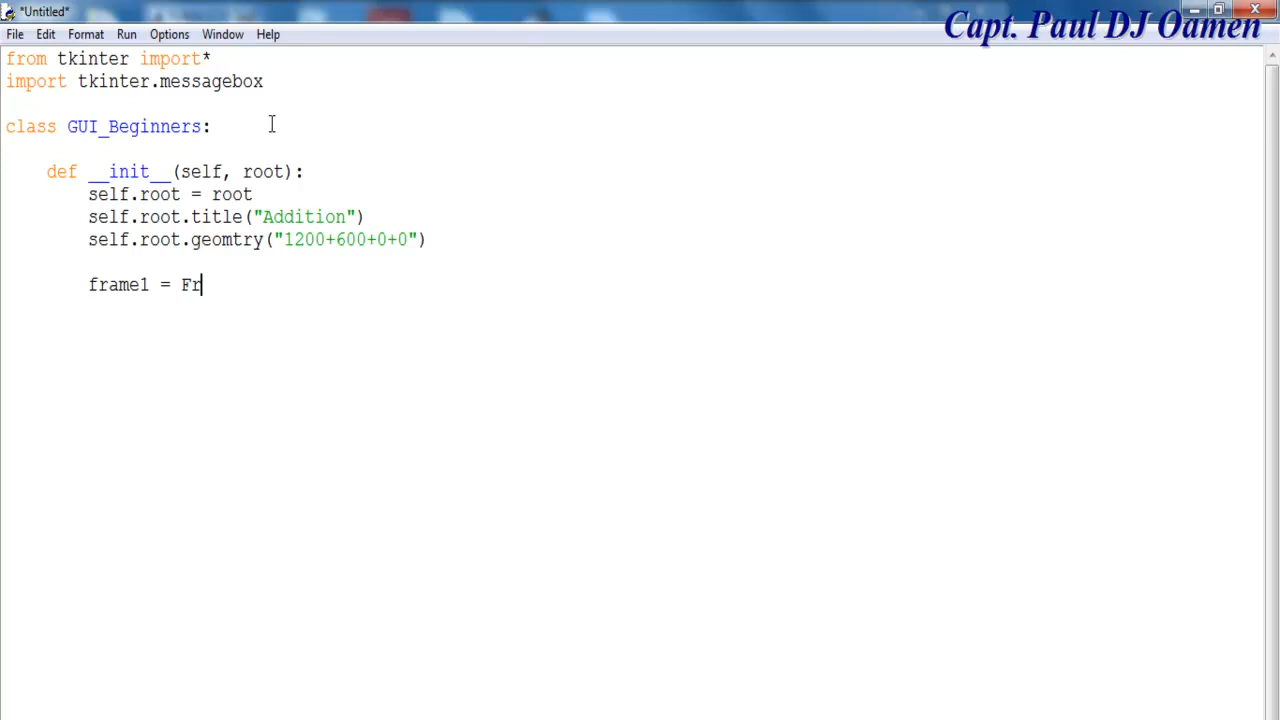 *Untitled*
File Edit Format Run Options Window Help
Capt. Paul DJ Oamen
from tkinter import*
import tkinter.messagebox
class GUI_Beginners:
def __init__(self, root):
self.root = root
self.root.title("Addition")
self.root.geomtry("1200+600+0+0")
frame1 = Fr